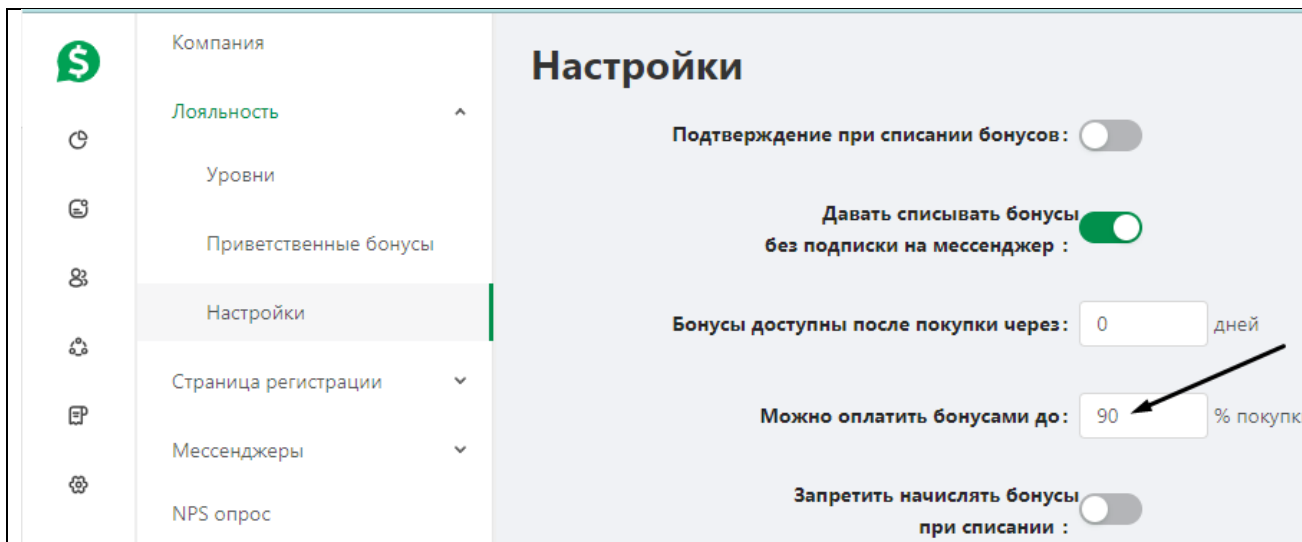 Компания
Лояльность
Уровни
Приветственные бонусы
Настройки
Страница регистрации
Мессенджеры
NPS опрос
Настройки
Подтверждение при списании бонусов:
Давать списывать бонусы
без подписки на мессенджер :
Бонусы доступны после покупки через: 0 дней
Можно оплатить бонусами до: 90 % покупк
Запретить начислять бонусы
при списании :